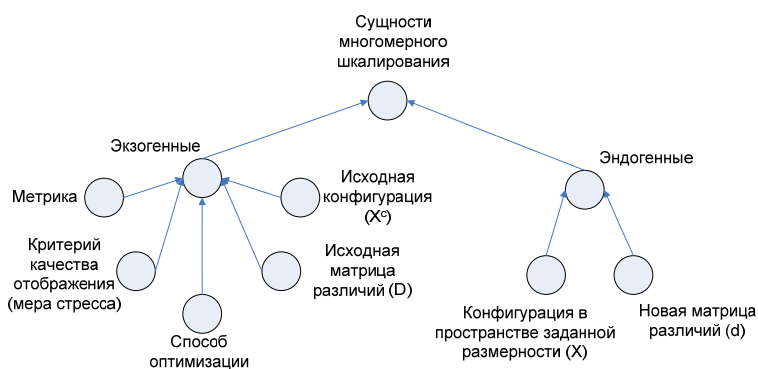 Сущности
многомерного
шкалирования
Экзогенные
Эндогенные
Метрика
Исходная
конфигурация
(Xᶜ)
Критерий
качества
отображения
(мера стресса)
Исходная
матрица
различий (D)
Способ
оптимизации
Конфигурация в
пространстве заданной
размерности (X)
Новая матрица
различий (d)